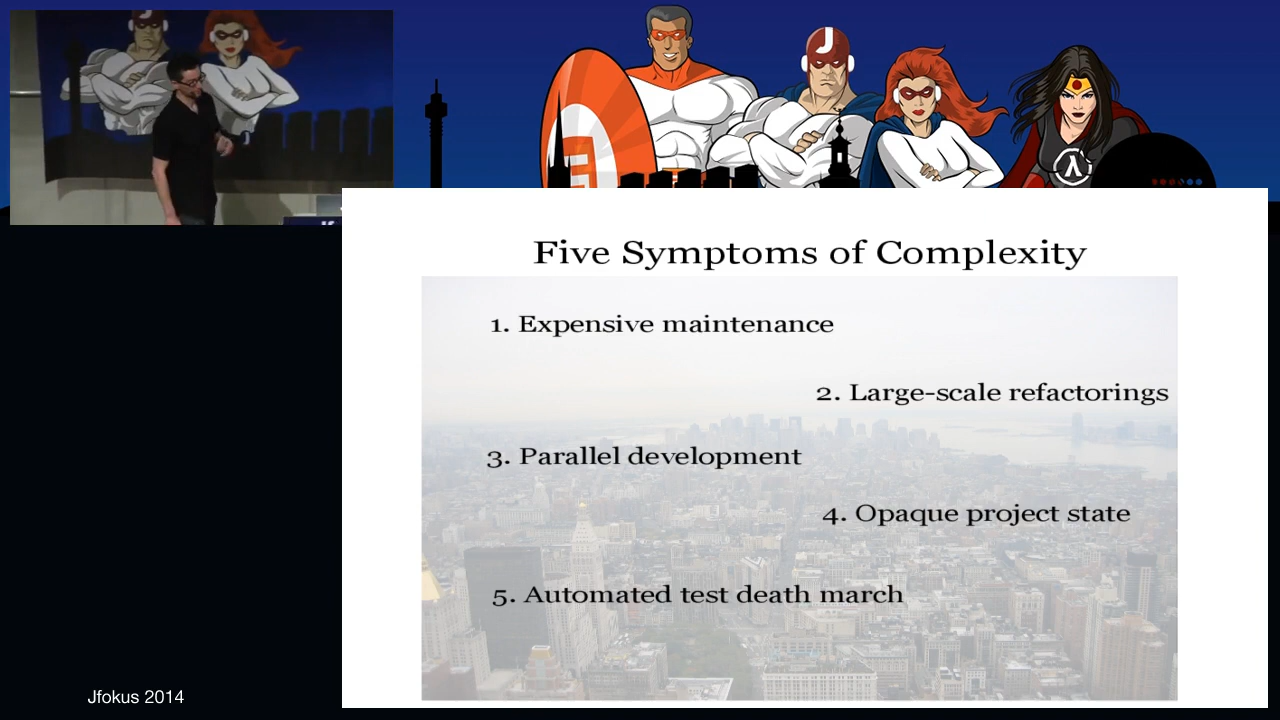 Five Symptoms of Complexity
1. Expensive maintenance
2. Large-scale refactorings
3. Parallel development
4. Opaque project state
5. Automated test death march
Jfokus 2014